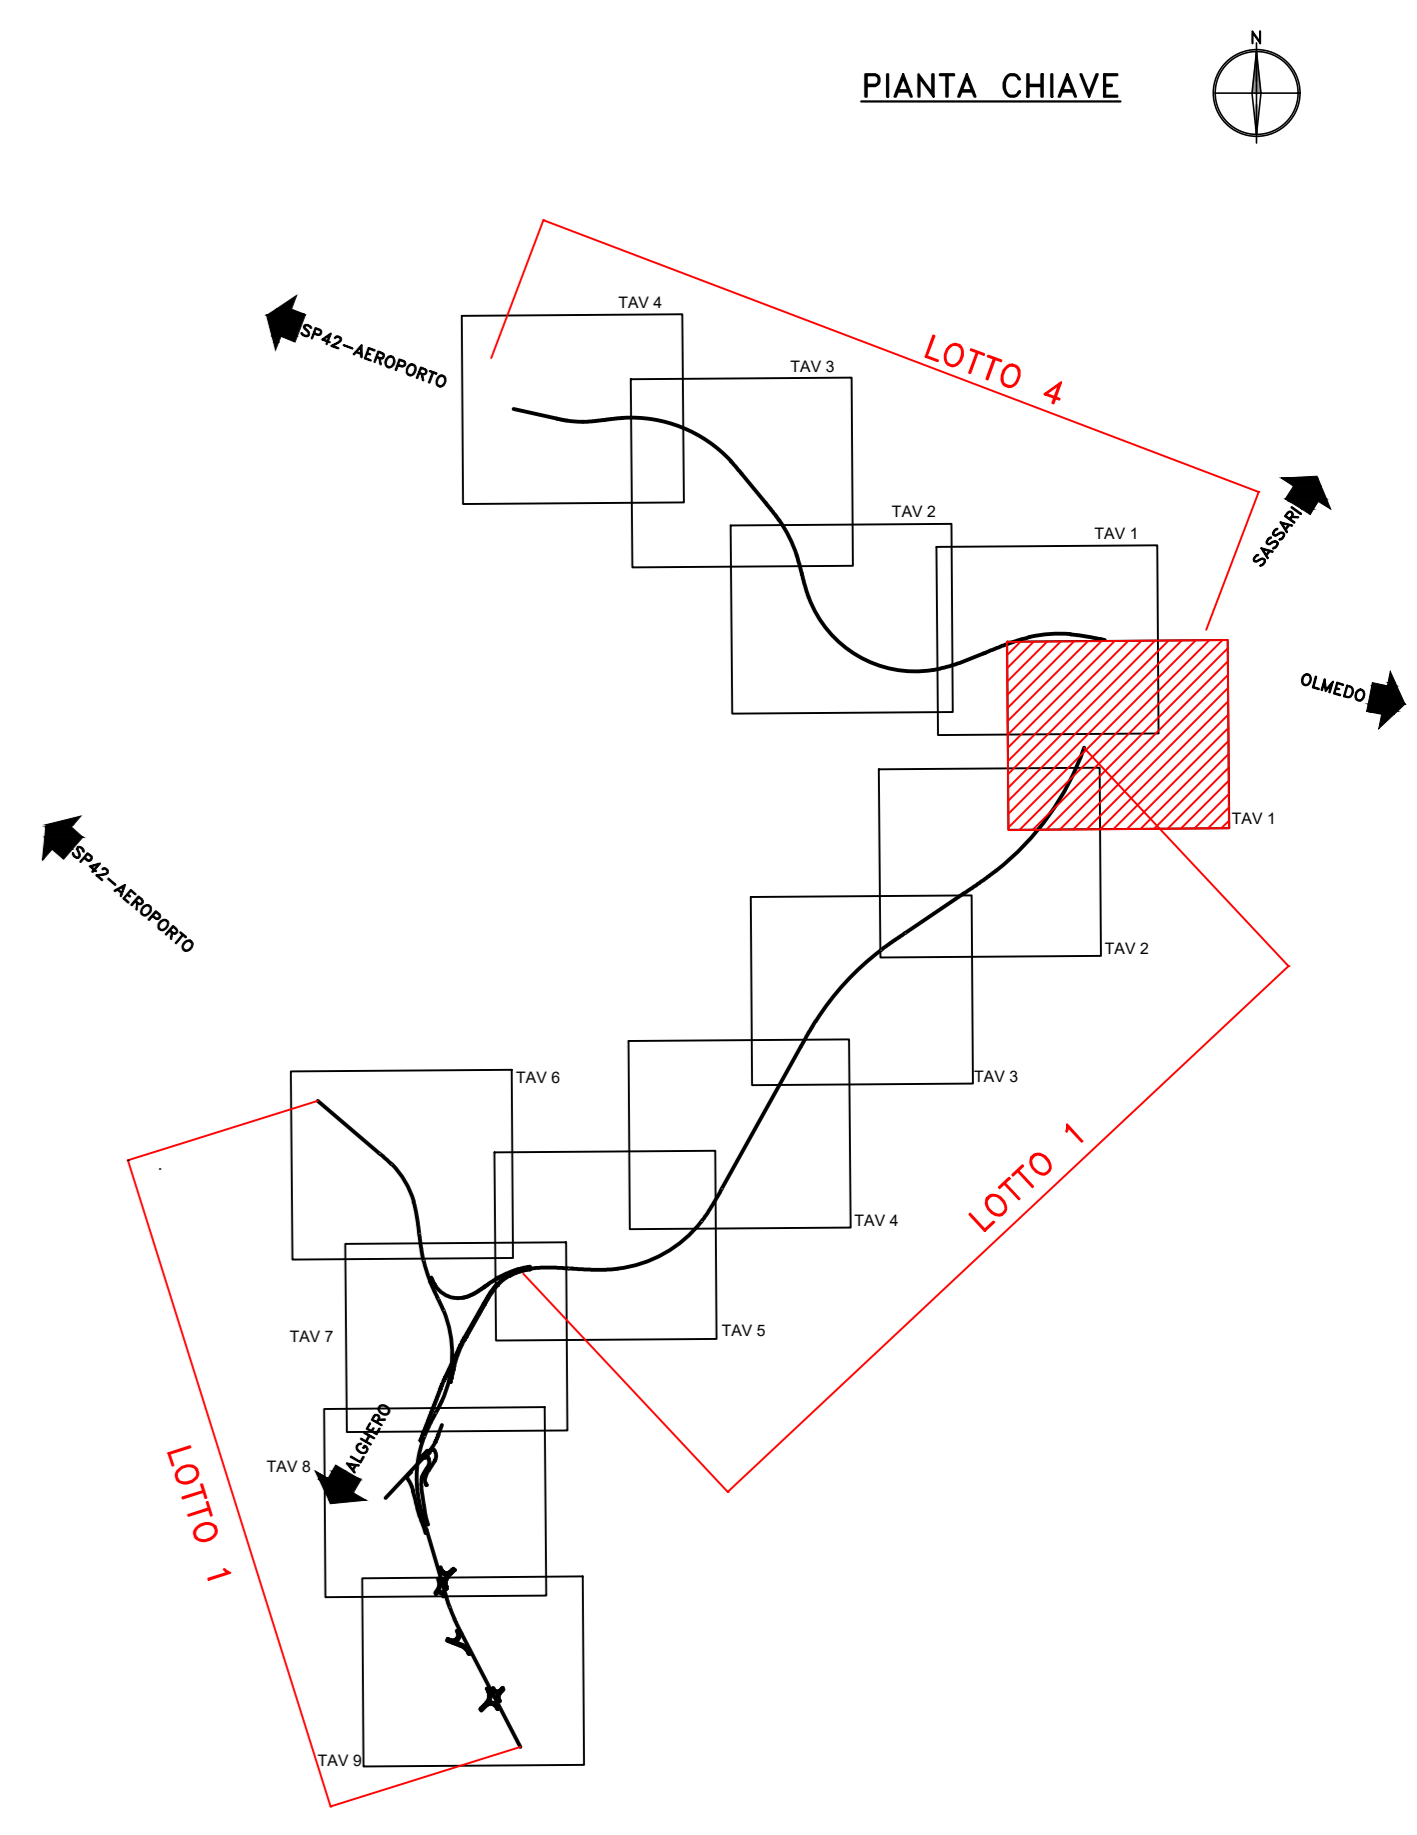 N
PIANTA CHIAVE
TAV 4
SP42-AEROPORTO
TAV 3
LOTTO 4
TAV 2
TAV 1
SASSARI
OLMEDO
TAV 1
SP42-AEROPORTO
TAV 2
TAV 3
TAV 6
LOTTO 1
TAV 4
TAV 5
TAV 7
ALGHERO
TAV 8
LOTTO 1
TAV 9